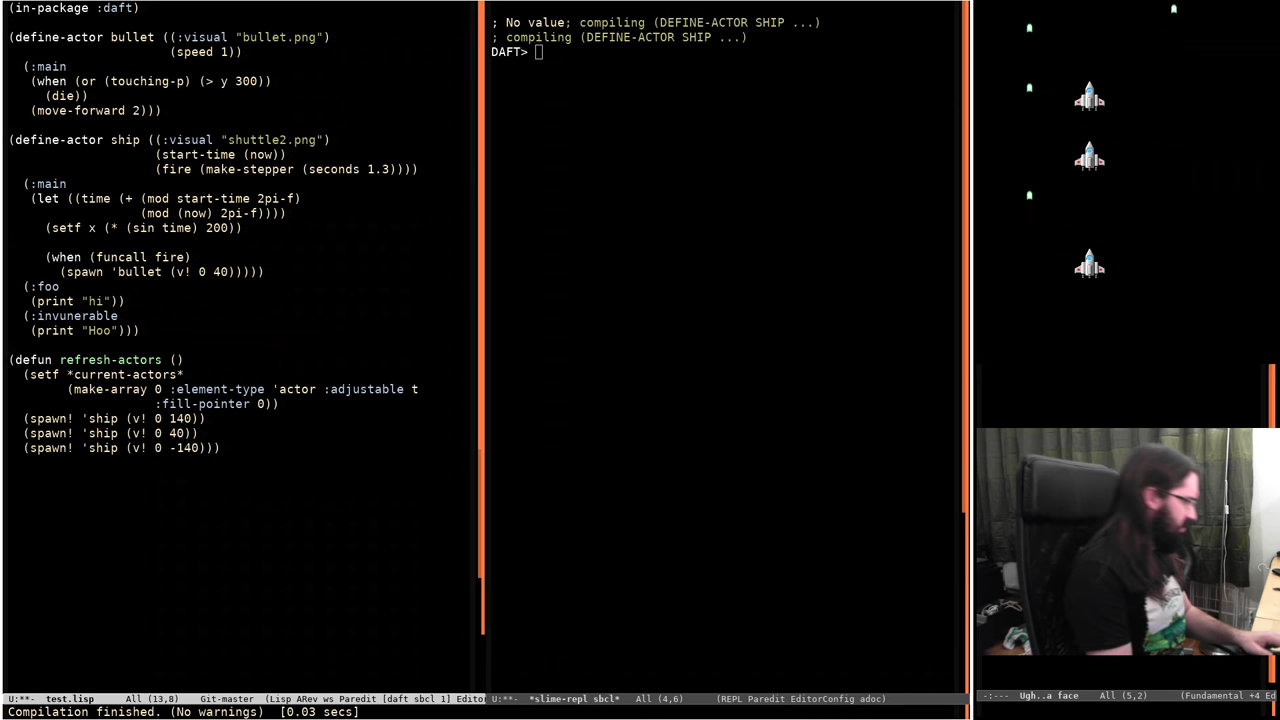 (in-package :daft)
(define-actor bullet ((:visual "bullet.png")
(speed 1))
(:main
(when (or (touching-p) (> y 300))
(die))
(move-forward 2)))
(define-actor ship ((:visual "shuttle2.png")
(start-time (now))
(fire (make-stepper (seconds 1.3))))
(:main
(let ((time (+ (mod start-time 2pi-f)
(mod (now) 2pi-f))))
(setf x (* (sin time) 200))
(when (funcall fire)
(spawn 'bullet (v! 0 40)))))
(:foo
(print "hi"))
(:invunerable
(print "Hoo")))
(defun refresh-actors ()
(setf *current-actors*
(make-array 0 :element-type 'actor :adjustable t
:fill-pointer 0))
(spawn! 'ship (v! 0 140))
(spawn! 'ship (v! 0 40))
(spawn! 'ship (v! 0 -140)))
U:**- test.lisp All (13,8) Git-master (Lisp ARev ws Paredit [daft sbcl 1] Editor
Compilation finished. (No warnings) [0.03 secs]
; No value; compiling (DEFINE-ACTOR SHIP ...)
; compiling (DEFINE-ACTOR SHIP ...)
DAFT>
U:**- *slime-repl sbcl* All (4,6) (REPL Paredit EditorConfig adoc)
-:--- Ugh..a face All (5,2) (Fundamental +4 Ed